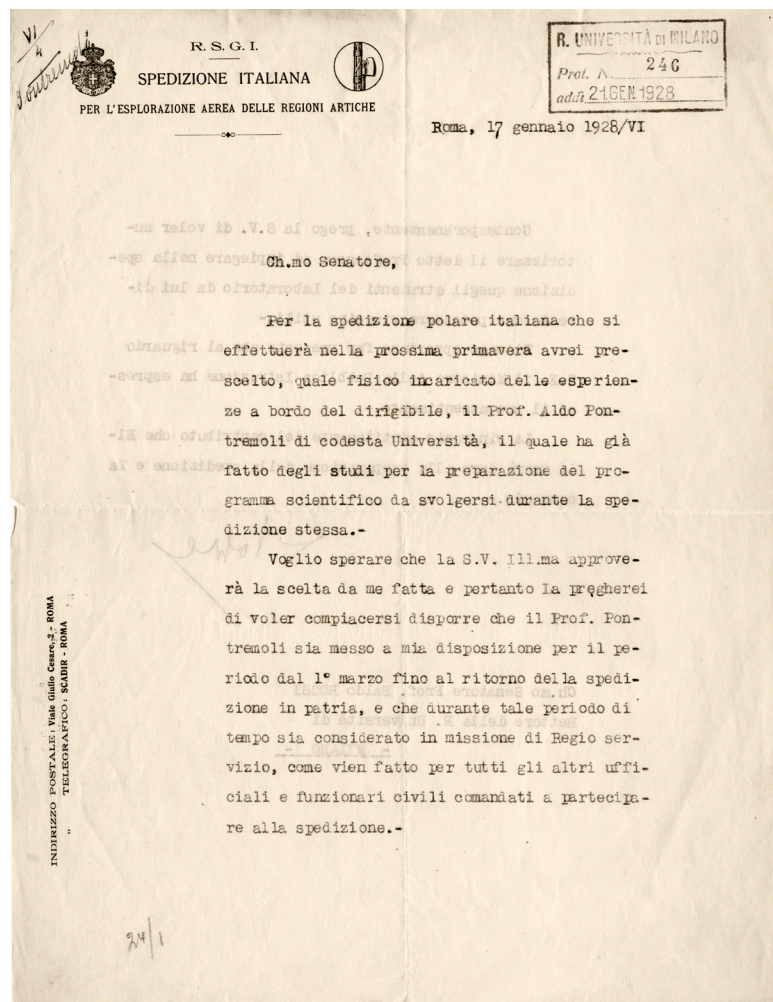 VI/4
Pontremoli
R. S. G. I.
SPEDIZIONE ITALIANA
PER L'ESPLORAZIONE AEREA DELLE REGIONI ARTICHE
R. UNIVERSITÀ DI MILANO
Prot. N. 246
addì 21 GEN. 1928
Roma, 17 gennaio 1928/VI
Ch.mo Senatore,
Per la spedizione polare italiana che si
effettuerà nella prossima primavera avrei pre-
scelto, quale fisico incaricato delle esperien-
ze a bordo del dirigibile, il Prof. Aldo Pon-
tremoli di codesta Università, il quale ha già
fatto degli studi per la preparazione del pro-
gramma scientifico da svolgersi durante la spe-
dizione stessa.-
Voglio sperare che la S.V. Ill.ma approve-
rà la scelta da me fatta e pertanto La pregherei
di voler compiacersi disporre che il Prof. Pon-
tremoli sia messo a mia disposizione per il pe-
riodo dal 1° marzo fino al ritorno della spedi-
zione in patria, e che durante tale periodo di
tempo sia considerato in missione di Regio ser-
vizio, come vien fatto per tutti gli altri uffi-
ciali e funzionari civili comandati a partecipa-
re alla spedizione.-
INDIRIZZO POSTALE: Viale Giulio Cesare, 2 - ROMA
" TELEGRAFICO: SCADIR - ROMA
24/1